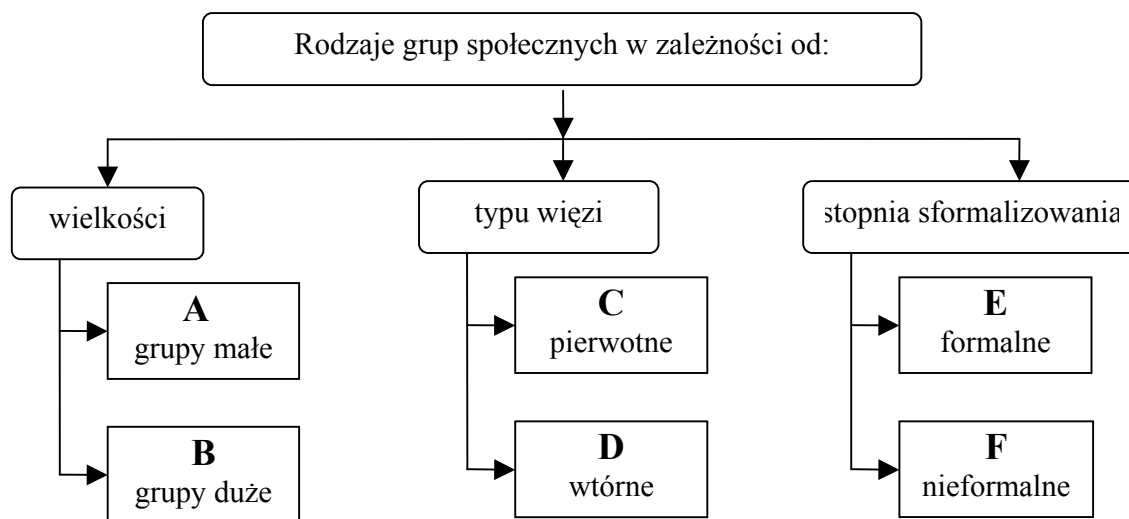 Rodzaje grup społecznych w zależności od:
wielkości
typu więzi
stopnia sformalizowania
A
grupy małe
C
pierwotne
E
formalne
B
grupy duże
D
wtórne
F
nieformalne